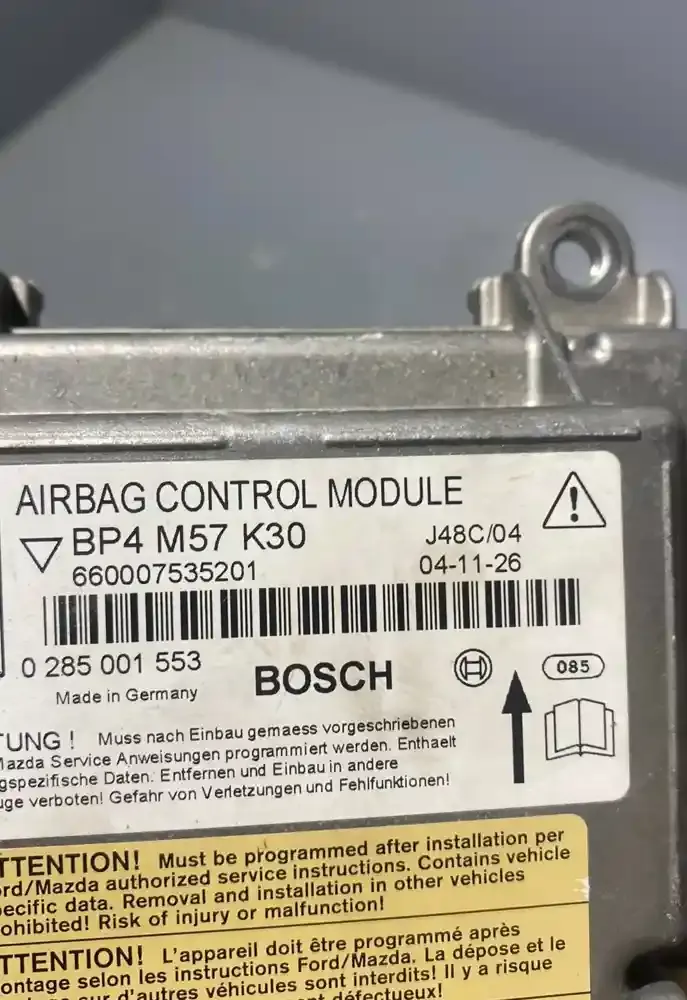 AIRBAG CONTROL MODULE
BP4 M57 K30
J48C/04
660007535201
04-11-26
0 285 001 553
BOSCH
085
Made in Germany
TUNG ! Muss nach Einbau gemaess vorgeschriebenen
Mazda Service Anweisungen programmiert werden. Enthaelt
gspezifische Daten. Entfernen und Einbau in andere
uge verboten! Gefahr von Verletzungen und Fehlfunktionen!
TTENTION! Must be programmed after installation per
ord/Mazda authorized service instructions. Contains vehicle
pecific data. Removal and installation in other vehicles
ohibited! Risk of injury or malfunction!
TTENTION! L'appareil doit être programmé après
ontage selon les instructions Ford/Mazda. La dépose et le
sur d'autres véhicules sont interdits! Il y a risque
défectueux!